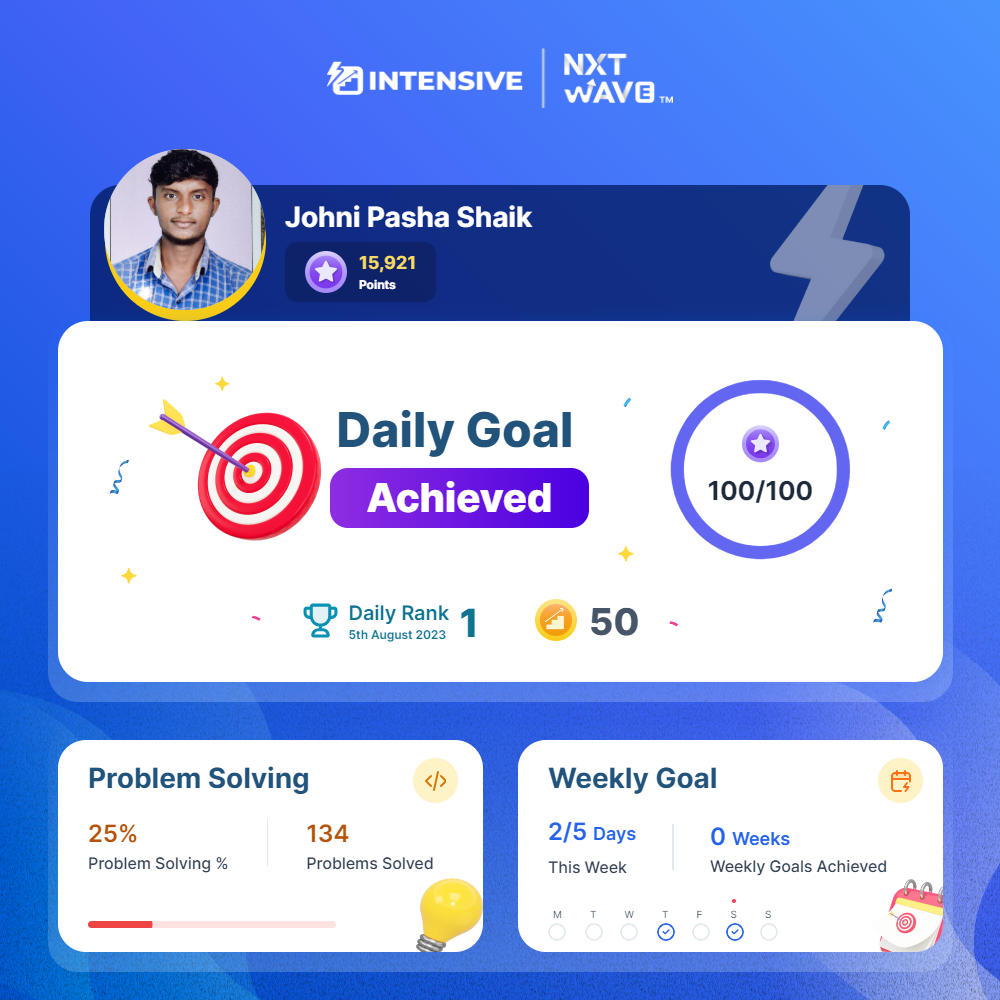 INTENSIVE
NXT
WAVE TM
Johni Pasha Shaik
15,921
Points
Daily Goal
Achieved
100/100
Daily Rank 1
5th August 2023
50
Problem Solving
</>
25%
Problem Solving %
134
Problems Solved
Weekly Goal
2/5 Days
This Week
0 Weeks
Weekly Goals Achieved
M T W T F S S